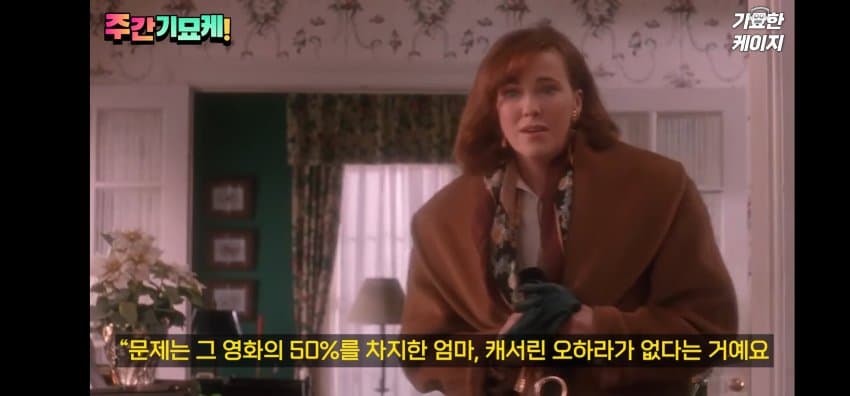 주간기묘케!
기묘한
케이지
“문제는 그 영화의 50%를 차지한 엄마, 캐서린 오하라가 없다는 거예요